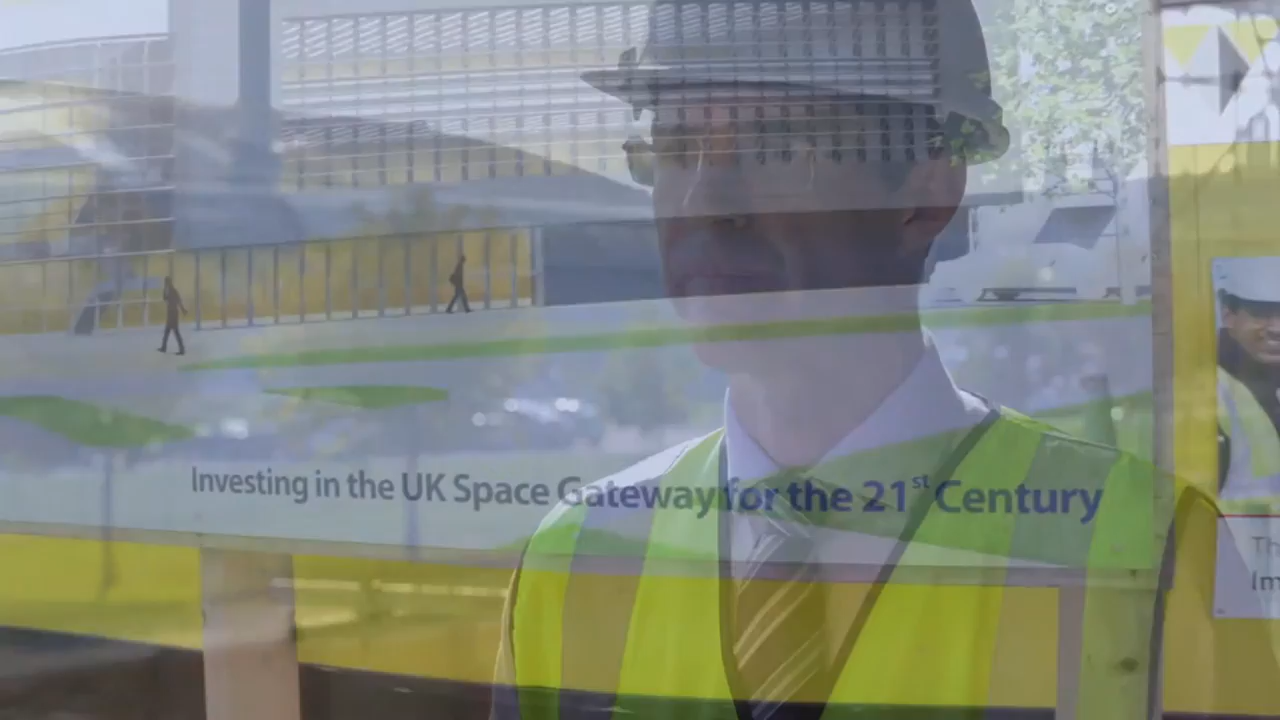 Investing in the UK Space Gateway for the 21st Century